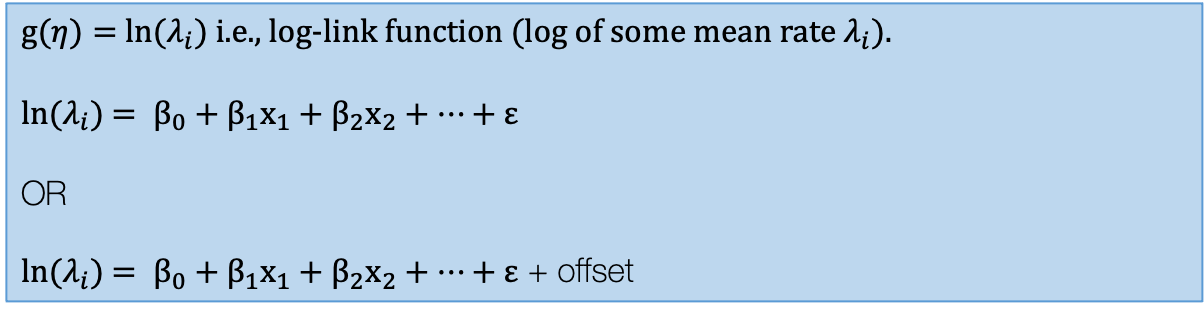 g(η) = ln(λᵢ) i.e., log-link function (log of some mean rate λᵢ).
ln(λᵢ) = β₀ + β₁x₁ + β₂x₂ + ⋯ + ε
OR
ln(λᵢ) = β₀ + β₁x₁ + β₂x₂ + ⋯ + ε + offset